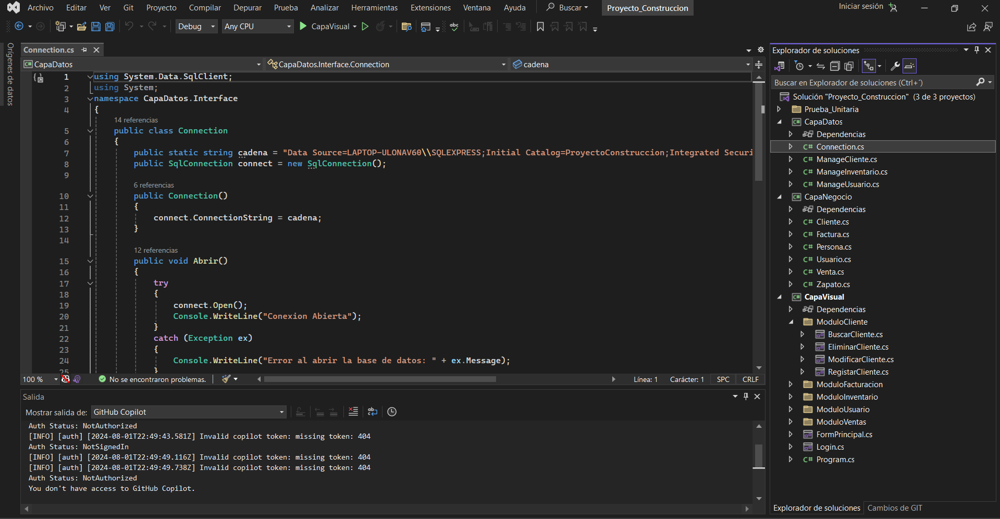 Archivo Editar Ver Git Proyecto Compilar Depurar Prueba Analizar Herramientas Extensiones Ventana Ayuda Buscar Proyecto_Construccion Iniciar sesión
Debug Any CPU CapaVisual
Orígenes de datos
Connection.cs
CapaDatos CapaDatos.Interface.Connection cadena
1 using System.Data.SqlClient;
2 using System;
3 namespace CapaDatos.Interface
4 {
14 referencias
5 public class Connection
6 {
7 public static string cadena = "Data Source=LAPTOP-ULONAV60\\SQLEXPRESS;Initial Catalog=ProyectoConstruccion;Integrated Securi
8 public SqlConnection connect = new SqlConnection();
9
6 referencias
10 public Connection()
11 {
12 connect.ConnectionString = cadena;
13 }
14
12 referencias
15 public void Abrir()
16 {
17 try
18 {
19 connect.Open();
20 Console.WriteLine("Conexion Abierta");
21 }
22 catch (Exception ex)
23 {
24 Console.WriteLine("Error al abrir la base de datos: " + ex.Message);
25 }
100 % No se encontraron problemas. Línea: 1 Carácter: 1 SPC CRLF
Salida
Mostrar salida de: GitHub Copilot
Auth Status: NotAuthorized
[INFO] [auth] [2024-08-01T22:49:43.581Z] Invalid copilot token: missing token: 404
Auth Status: NotSignedIn
[INFO] [auth] [2024-08-01T22:49:49.116Z] Invalid copilot token: missing token: 404
[INFO] [auth] [2024-08-01T22:49:49.738Z] Invalid copilot token: missing token: 404
Auth Status: NotAuthorized
You don't have access to GitHub Copilot.
Explorador de soluciones
Buscar en Explorador de soluciones (Ctrl+´)
Solución "Proyecto_Construccion" (3 de 3 proyectos)
Prueba_Unitaria
C# CapaDatos
Dependencias
C# Connection.cs
C# ManageCliente.cs
C# ManageInventario.cs
C# ManageUsuario.cs
C# CapaNegocio
Dependencias
C# Cliente.cs
C# Factura.cs
C# Persona.cs
C# Usuario.cs
C# Venta.cs
C# Zapato.cs
C# CapaVisual
Dependencias
ModuloCliente
BuscarCliente.cs
EliminarCliente.cs
ModificarCliente.cs
RegistarCliente.cs
ModuloFacturacion
ModuloInventario
ModuloUsuario
ModuloVentas
FormPrincipal.cs
Login.cs
C# Program.cs
Explorador de soluciones Cambios de GIT